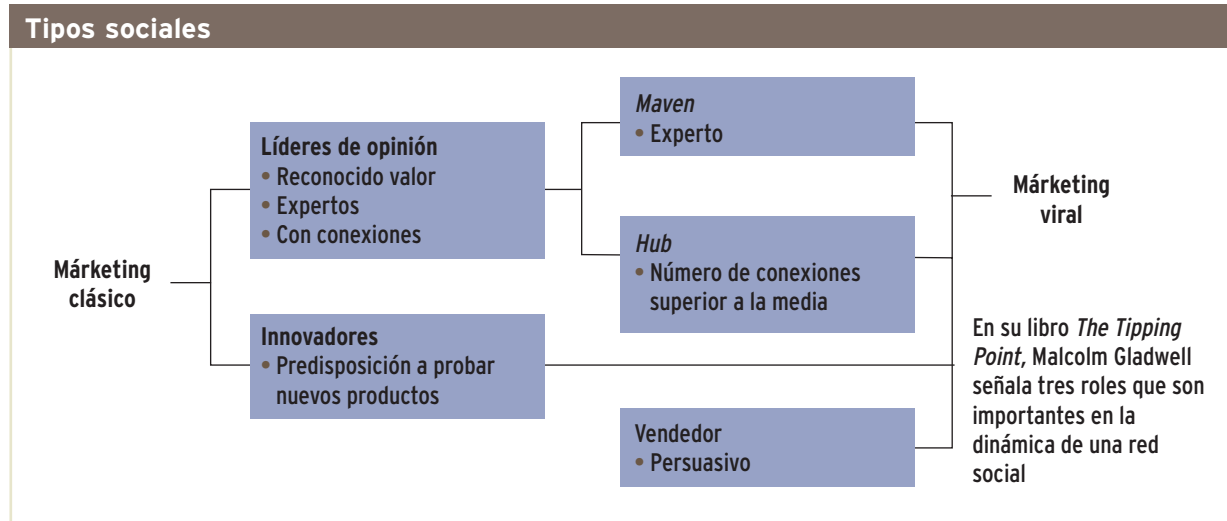 Tipos sociales
Márketing
clásico
Líderes de opinión
• Reconocido valor
• Expertos
• Con conexiones
Innovadores
• Predisposición a probar
nuevos productos
Maven
• Experto
Hub
• Número de conexiones
superior a la media
Vendedor
• Persuasivo
Márketing
viral
En su libro The Tipping
Point, Malcolm Gladwell
señala tres roles que son
importantes en la
dinámica de una red
social